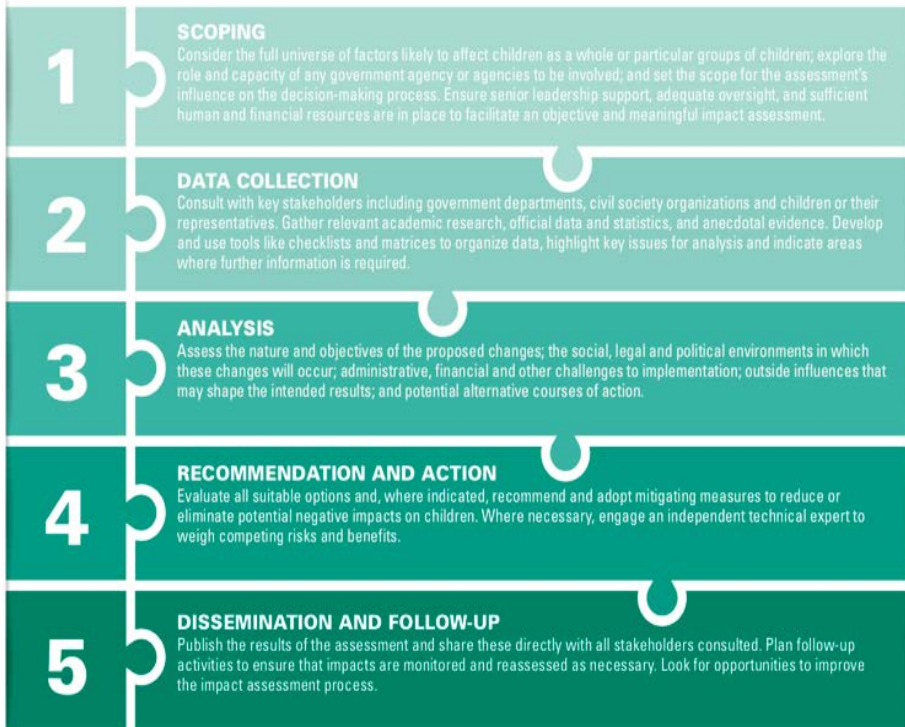 1
SCOPING
Consider the full universe of factors likely to affect children as a whole or particular groups of children; explore the
role and capacity of any government agency or agencies to be involved; and set the scope for the assessment's
influence on the decision-making process. Ensure senior leadership support, adequate oversight, and sufficient
human and financial resources are in place to facilitate an objective and meaningful impact assessment.
2
DATA COLLECTION
Consult with key stakeholders including government departments, civil society organizations and children or their
representatives. Gather relevant academic research, official data and statistics, and anecdotal evidence. Develop
and use tools like checklists and matrices to organize data, highlight key issues for analysis and indicate areas
where further information is required.
3
ANALYSIS
Assess the nature and objectives of the proposed changes; the social, legal and political environments in which
these changes will occur; administrative, financial and other challenges to implementation; outside influences that
may shape the intended results; and potential alternative courses of action.
4
RECOMMENDATION AND ACTION
Evaluate all suitable options and, where indicated, recommend and adopt mitigating measures to reduce or
eliminate potential negative impacts on children. Where necessary, engage an independent technical expert to
weigh competing risks and benefits.
5
DISSEMINATION AND FOLLOW-UP
Publish the results of the assessment and share these directly with all stakeholders consulted. Plan follow-up
activities to ensure that impacts are monitored and reassessed as necessary. Look for opportunities to improve
the impact assessment process.